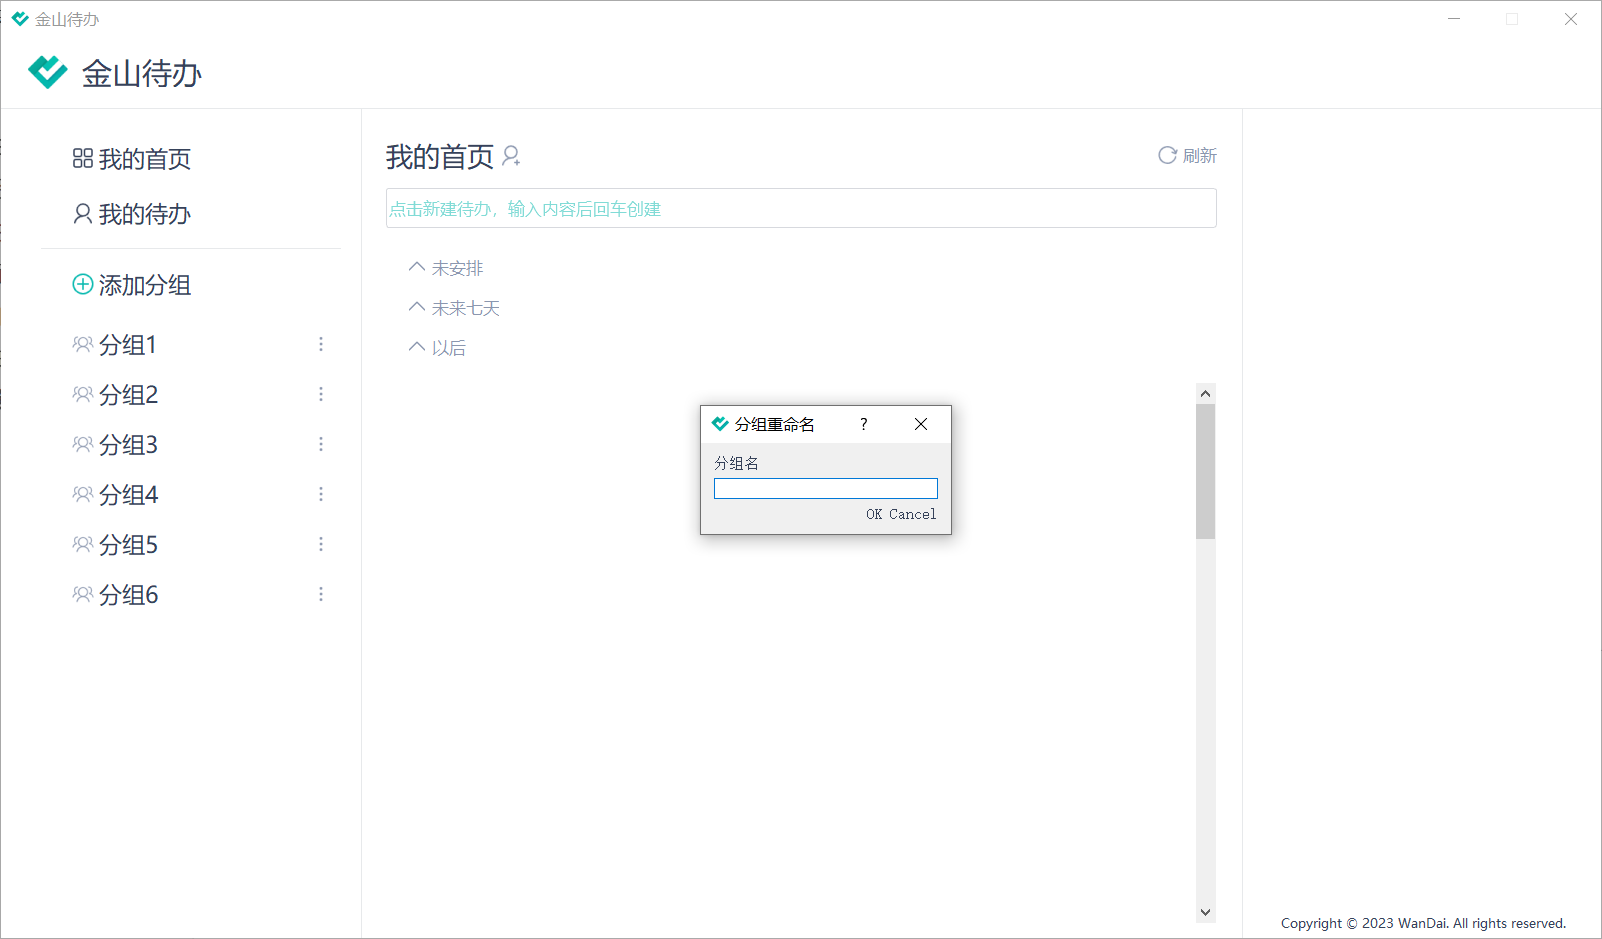 金山待办
金山待办
我的首页
我的待办
添加分组
分组1
分组2
分组3
分组4
分组5
分组6
我的首页
刷新
点击新建待办，输入内容后回车创建
未安排
未来七天
以后
分组重命名 ?
分组名
OK Cancel
Copyright © 2023 WanDai. All rights reserved.